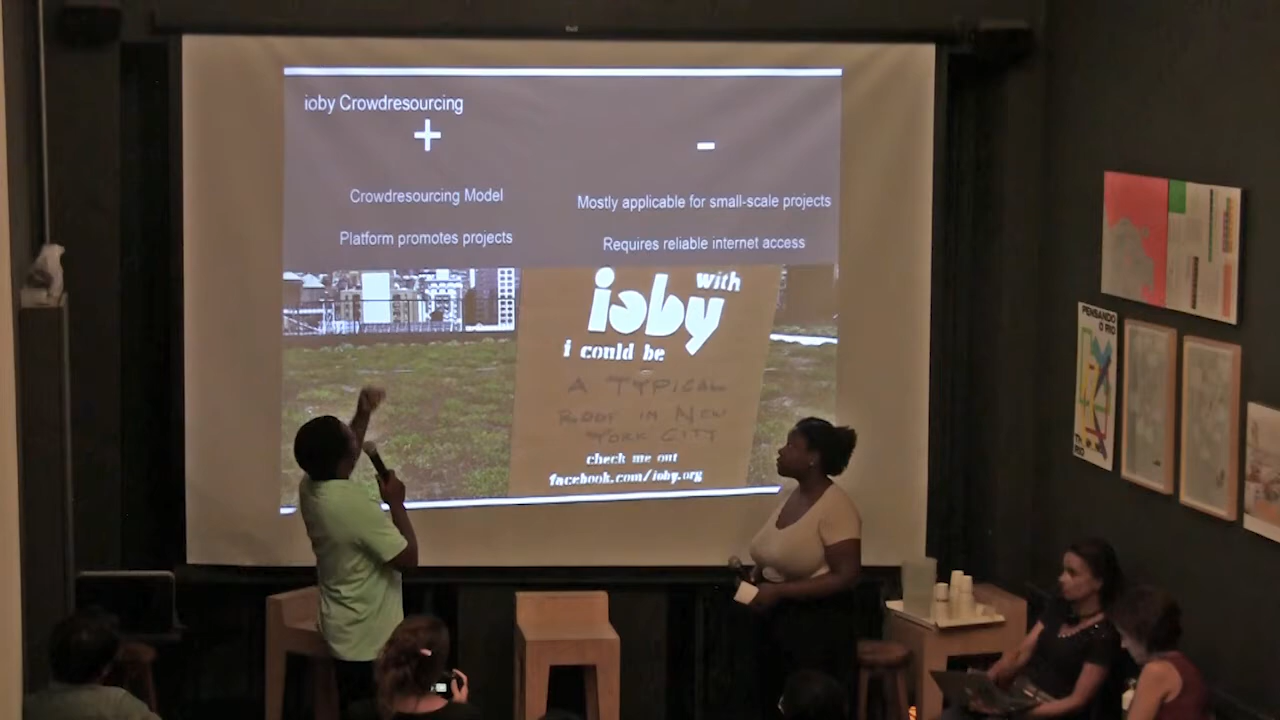 ioby Crowdresourcing
+
-
Crowdresourcing Model
Mostly applicable for small-scale projects
Platform promotes projects
Requires reliable internet access
with
ioby
i could be
A TYPICAL
ROOF IN NEW
YORK CITY
check me out
facebook.com/ioby.org
PENSANDO
O RIO